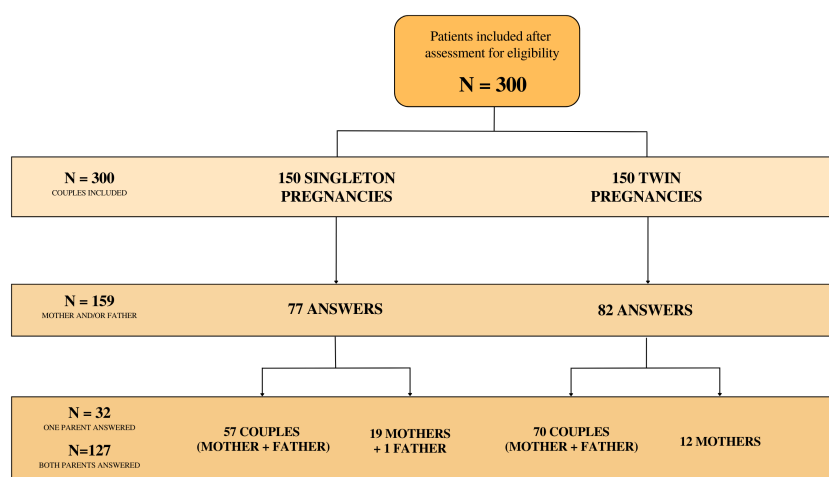 Patients included after
assessment for eligibility
N = 300
N = 300
COUPLES INCLUDED
150 SINGLETON
PREGNANCIES
150 TWIN
PREGNANCIES
N = 159
MOTHER AND/OR FATHER
77 ANSWERS
82 ANSWERS
N = 32
ONE PARENT ANSWERED
N=127
BOTH PARENTS ANSWERED
57 COUPLES
(MOTHER + FATHER)
19 MOTHERS
+ 1 FATHER
70 COUPLES
(MOTHER + FATHER)
12 MOTHERS